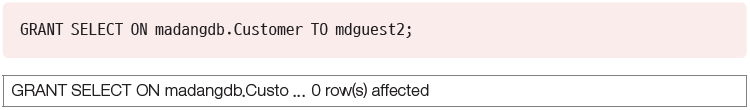 GRANT SELECT ON madangdb.Customer TO mdguest2;
GRANT SELECT ON madangdb.Custo ... 0 row(s) affected